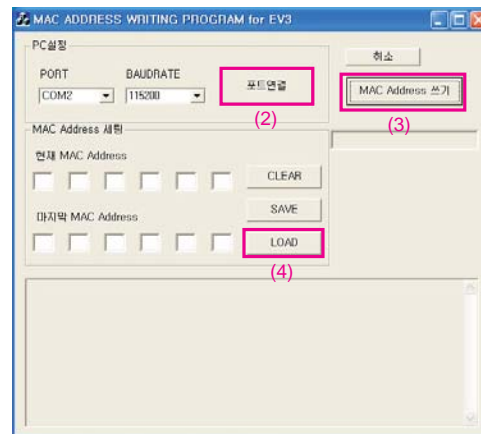 MAC ADDRESS WRITING PROGRAM for EV3
PC설정
취소
PORT BAUDRATE
COM2 115200
포트연결
MAC Address 쓰기
(2)
(3)
MAC Address 세팅
현재 MAC Address
CLEAR
SAVE
마지막 MAC Address
LOAD
(4)